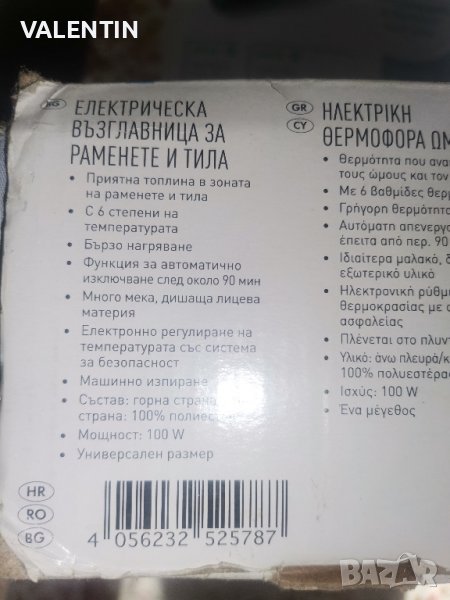 VALENTIN
BG
ЕЛЕКТРИЧЕСКА
ВЪЗГЛАВНИЦА ЗА
РАМЕНЕТЕ И ТИЛА
• Приятна топлина в зоната
на раменете и тила
• С 6 степени на
температурата
• Бързо нагряване
• Функция за автоматично
изключване след около 90 мин
• Много мека, дишаща лицева
материя
• Електронно регулиране на
температурата със система
за безопасност
• Машинно изпиране
• Състав: горна страна
страна: 100%
• Мощност: 100 W
• Универсален размер
GR
CY
ΗΛΕΚΤΡΙΚΗ
ΘΕΡΜΟΦΟΡΑ
• Θερμότητα που
τους ώμους και τον
• Με 6 βαθμίδες
• Γρήγορη θερμότητα
• Αυτόματη
έπειτα από περ. 90
• Ιδιαίτερα μαλακό,
εξωτερικό υλικό
• Ηλεκτρονική
θερμοκρασίας με
ασφαλείας
• Πλένεται στο
• Υλικό: άνω
100%
• Ισχύς: 100 W
• Ένα μέγεθος
HR
RO
BG
4 056232 525787
BAZAR